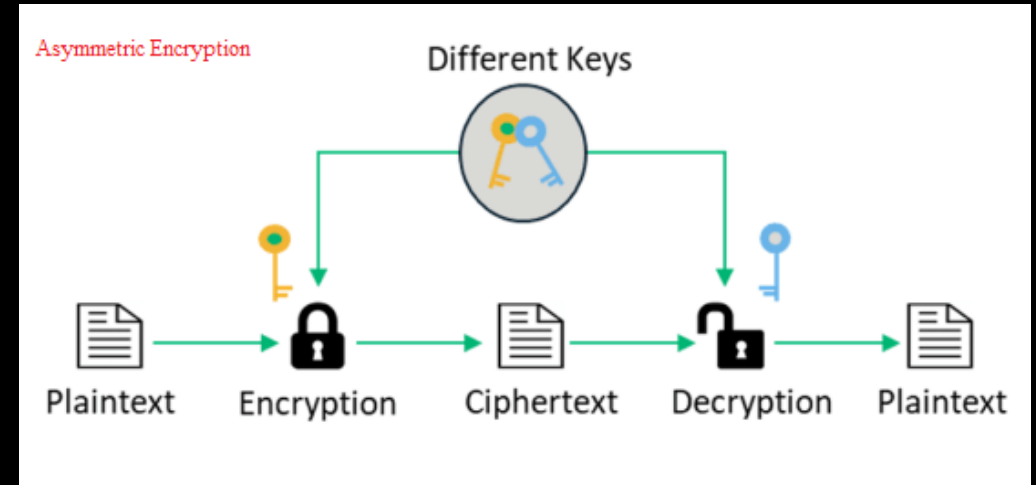 Asymmetric Encryption
Different Keys
Plaintext
Encryption
Ciphertext
Decryption
Plaintext